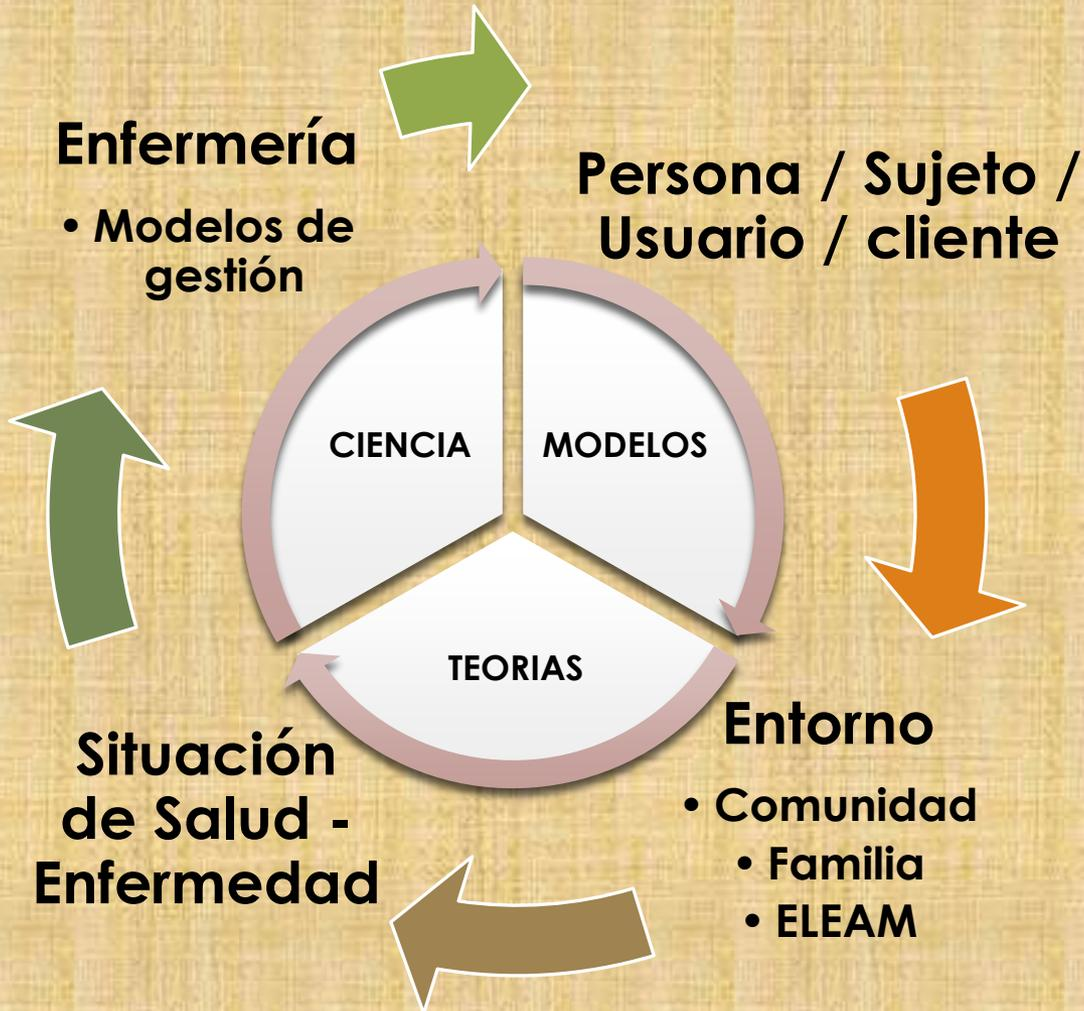 Enfermería
• Modelos de
gestión
Persona / Sujeto /
Usuario / cliente
CIENCIA
MODELOS
TEORIAS
Entorno
• Comunidad
• Familia
• ELEAM
Situación
de Salud -
Enfermedad